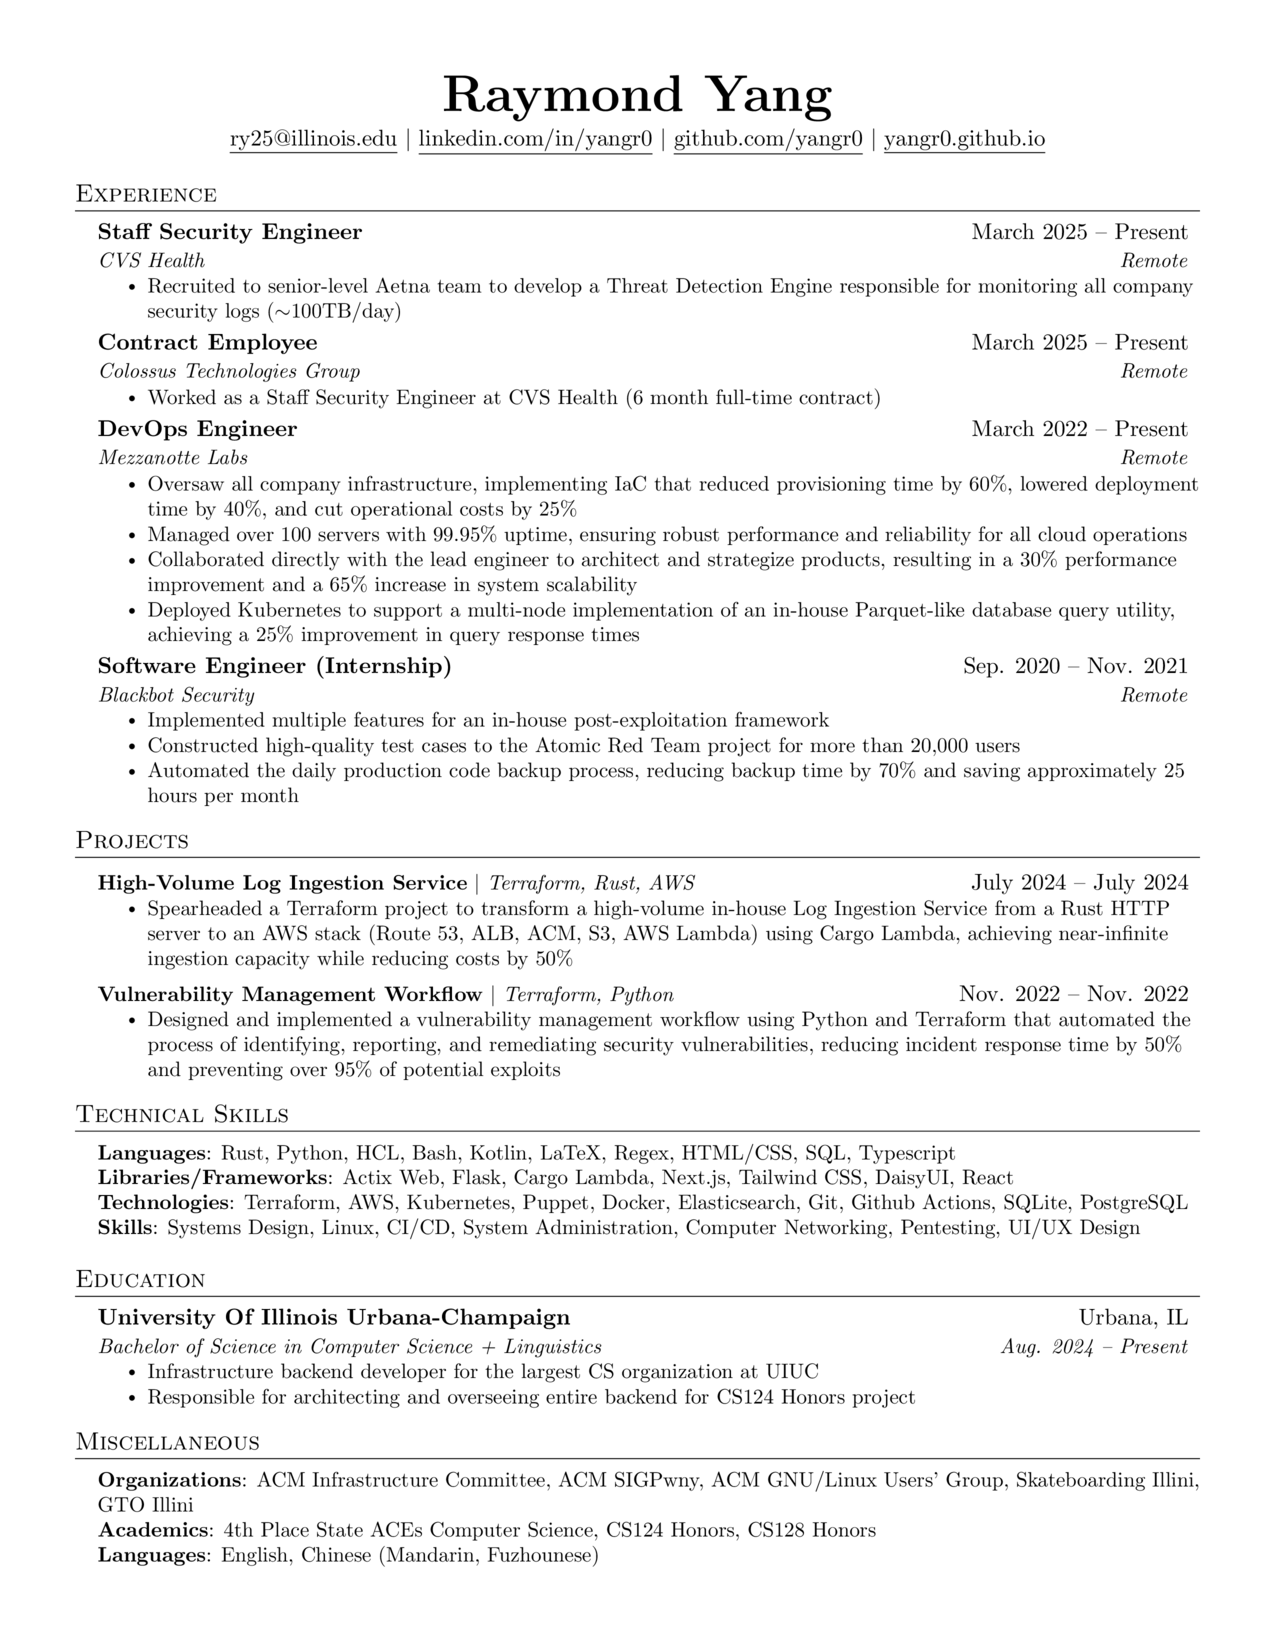 Raymond Yang
ry25@illinois.edu | linkedin.com/in/yangr0 | github.com/yangr0 | yangr0.github.io
Experience
Staff Security Engineer March 2025 – Present
CVS Health Remote
• Recruited to senior-level Aetna team to develop a Threat Detection Engine responsible for monitoring all company
security logs (~100TB/day)
Contract Employee March 2025 – Present
Colossus Technologies Group Remote
• Worked as a Staff Security Engineer at CVS Health (6 month full-time contract)
DevOps Engineer March 2022 – Present
Mezzanotte Labs Remote
• Oversaw all company infrastructure, implementing IaC that reduced provisioning time by 60%, lowered deployment
time by 40%, and cut operational costs by 25%
• Managed over 100 servers with 99.95% uptime, ensuring robust performance and reliability for all cloud operations
• Collaborated directly with the lead engineer to architect and strategize products, resulting in a 30% performance
improvement and a 65% increase in system scalability
• Deployed Kubernetes to support a multi-node implementation of an in-house Parquet-like database query utility,
achieving a 25% improvement in query response times
Software Engineer (Internship) Sep. 2020 – Nov. 2021
Blackbot Security Remote
• Implemented multiple features for an in-house post-exploitation framework
• Constructed high-quality test cases to the Atomic Red Team project for more than 20,000 users
• Automated the daily production code backup process, reducing backup time by 70% and saving approximately 25
hours per month
Projects
High-Volume Log Ingestion Service | Terraform, Rust, AWS July 2024 – July 2024
• Spearheaded a Terraform project to transform a high-volume in-house Log Ingestion Service from a Rust HTTP
server to an AWS stack (Route 53, ALB, ACM, S3, AWS Lambda) using Cargo Lambda, achieving near-infinite
ingestion capacity while reducing costs by 50%
Vulnerability Management Workflow | Terraform, Python Nov. 2022 – Nov. 2022
• Designed and implemented a vulnerability management workflow using Python and Terraform that automated the
process of identifying, reporting, and remediating security vulnerabilities, reducing incident response time by 50%
and preventing over 95% of potential exploits
Technical Skills
Languages: Rust, Python, HCL, Bash, Kotlin, LaTeX, Regex, HTML/CSS, SQL, Typescript
Libraries/Frameworks: Actix Web, Flask, Cargo Lambda, Next.js, Tailwind CSS, DaisyUI, React
Technologies: Terraform, AWS, Kubernetes, Puppet, Docker, Elasticsearch, Git, Github Actions, SQLite, PostgreSQL
Skills: Systems Design, Linux, CI/CD, System Administration, Computer Networking, Pentesting, UI/UX Design
Education
University Of Illinois Urbana-Champaign Urbana, IL
Bachelor of Science in Computer Science + Linguistics Aug. 2024 – Present
• Infrastructure backend developer for the largest CS organization at UIUC
• Responsible for architecting and overseeing entire backend for CS124 Honors project
Miscellaneous
Organizations: ACM Infrastructure Committee, ACM SIGPwny, ACM GNU/Linux Users' Group, Skateboarding Illini,
GTO Illini
Academics: 4th Place State ACEs Computer Science, CS124 Honors, CS128 Honors
Languages: English, Chinese (Mandarin, Fuzhounese)